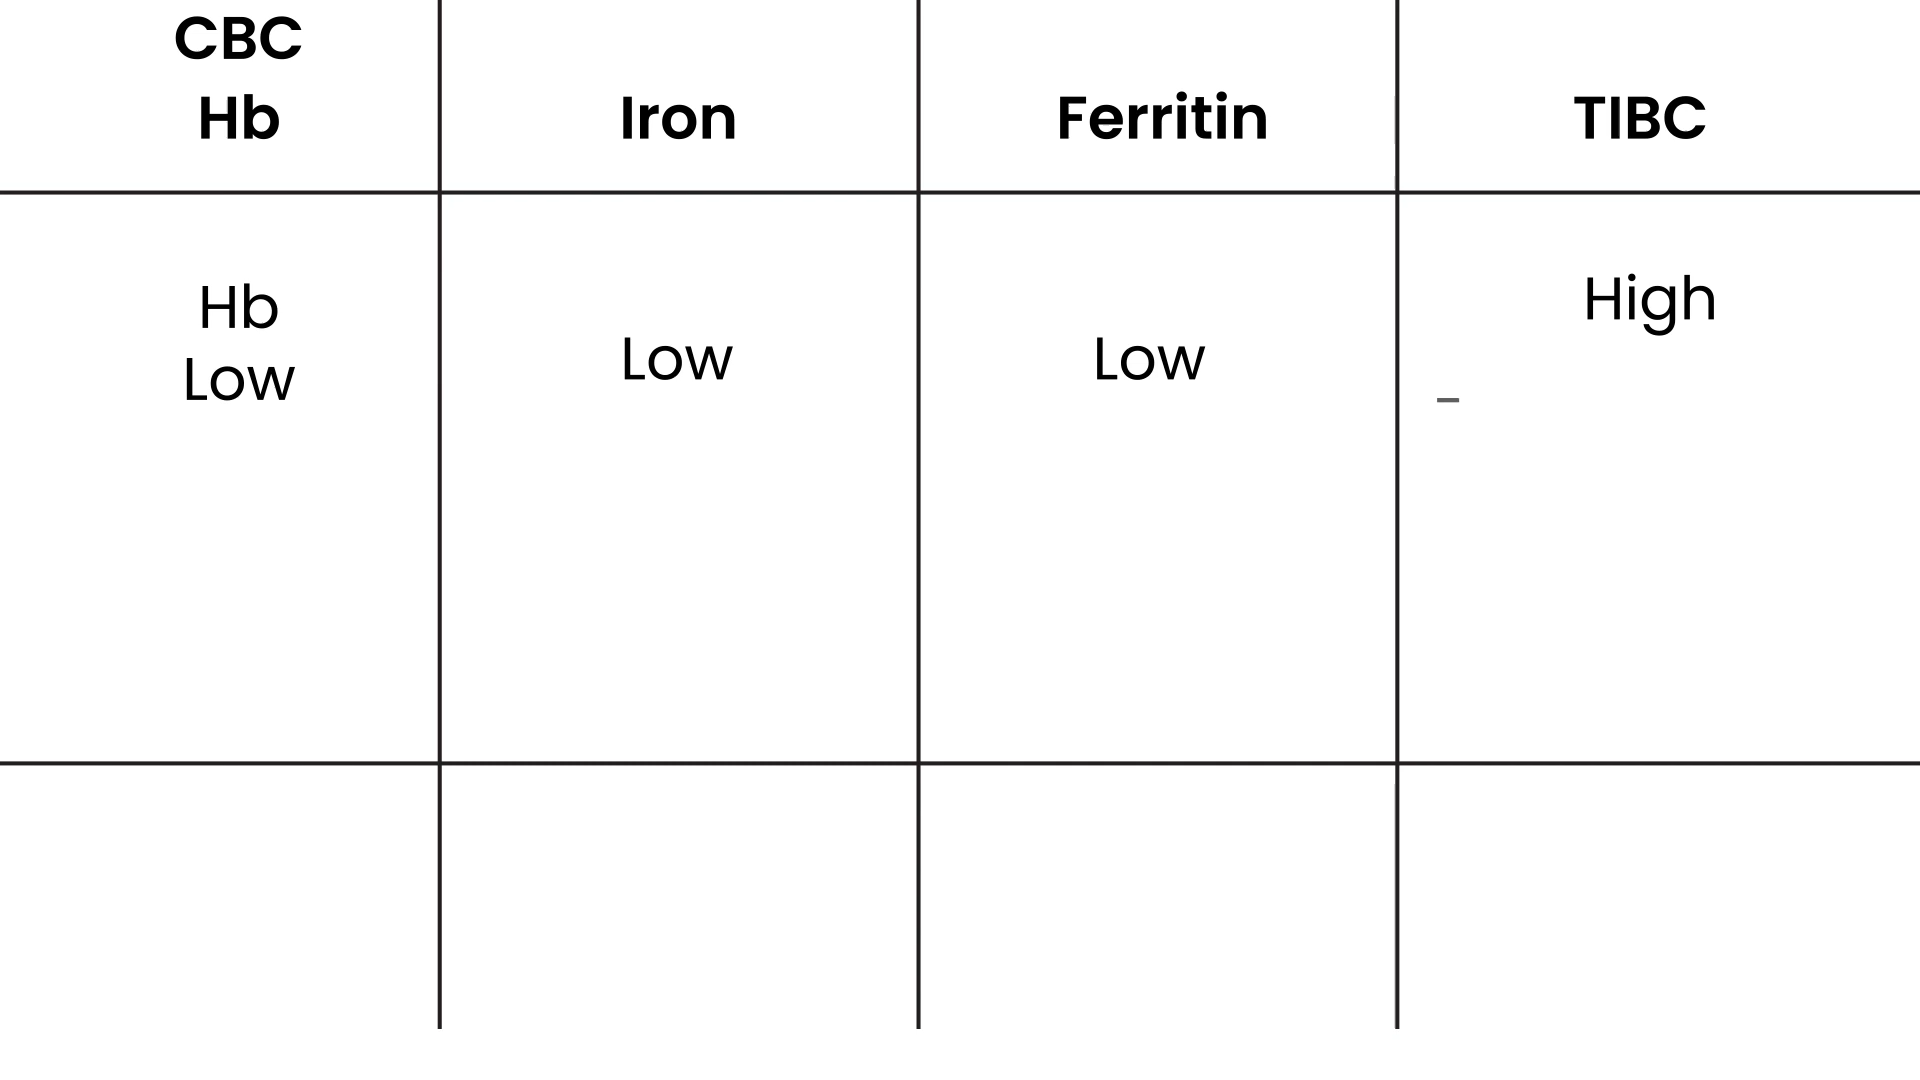 CBC
Hb
Iron
Ferritin
TIBC
Hb
Low
Low
Low
High
–